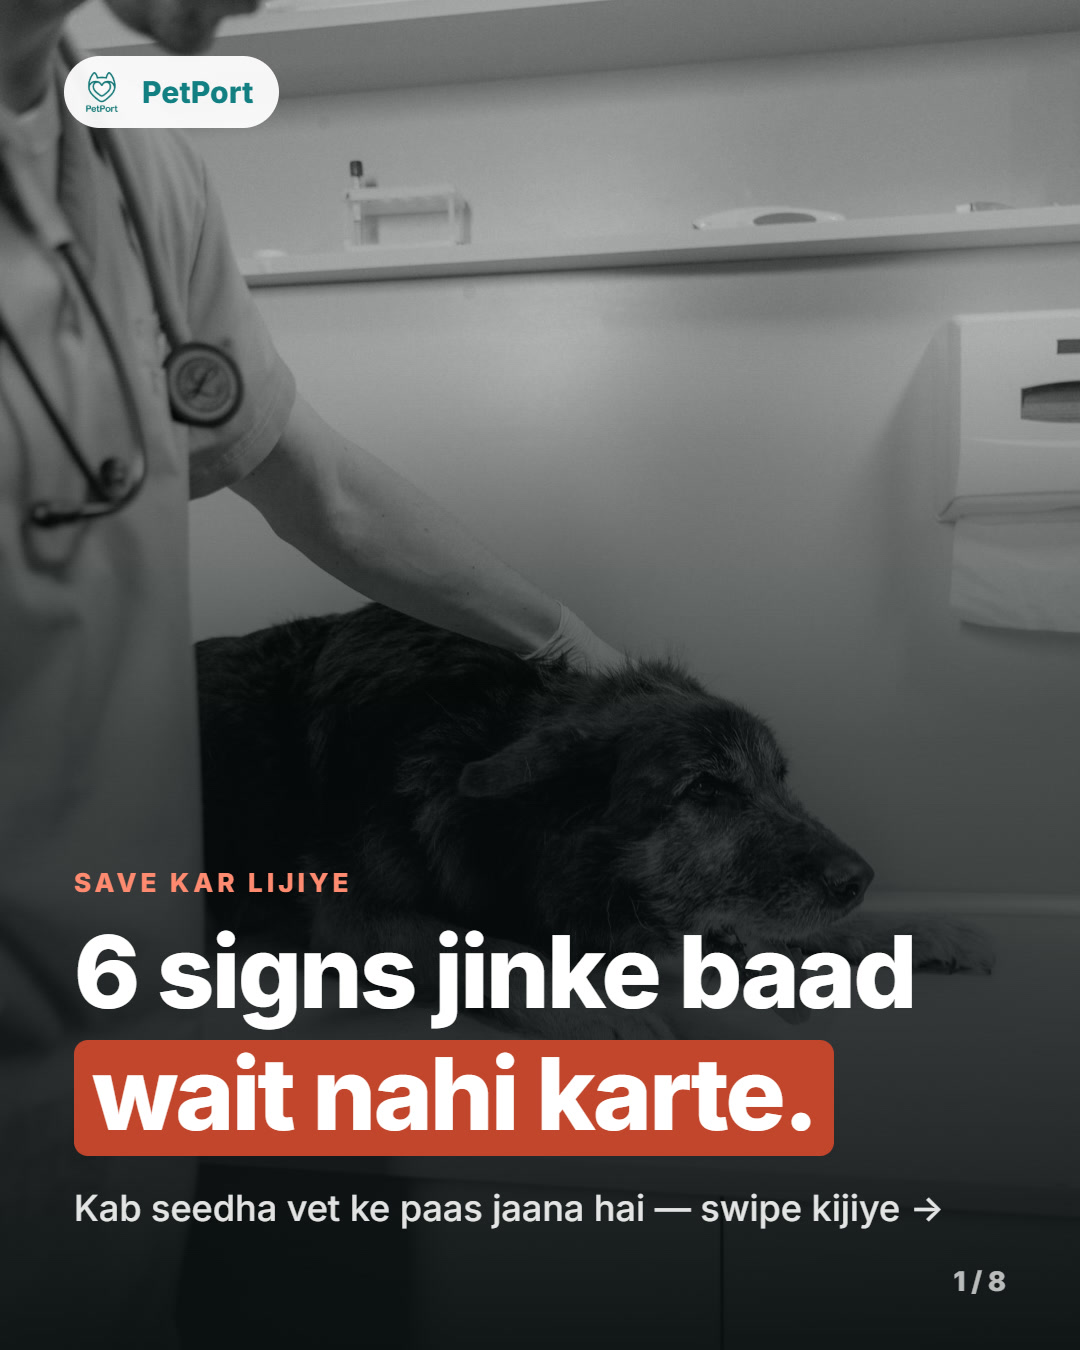 PetPort
PetPort
SAVE KAR LIJIYE
6 signs jinke baad
wait nahi karte.
Kab seedha vet ke paas jaana hai — swipe kijiye →
1/8